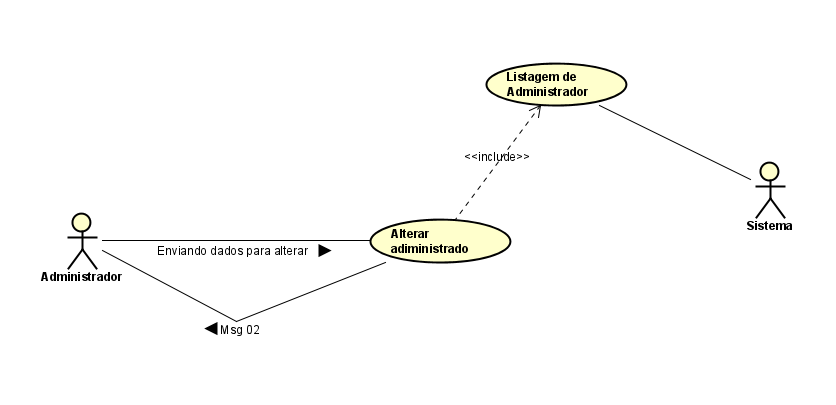 Listagem de
Administrador
<<include>>
Sistema
Alterar
adiministrado
Enviando dados para alterar
Administrador
Msg 02